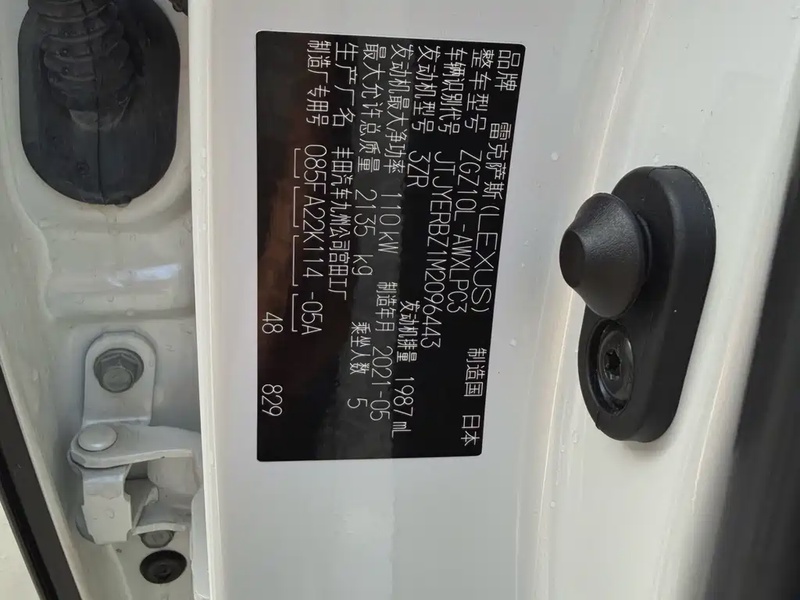 品牌 雷克萨斯(LEXUS) 制造国 日本
整车型号 ZGZ10L-AWXLPC3
车辆识别代号 JTJYERBZ1M2096443
发动机型号 3ZR 发动机排量 1987 mL
发动机最大净功率 110 kW 制造年月 2021-05
最大允许总质量 2135 kg 乘坐人数 5
生产厂名 丰田汽车九州公司宫田工厂
制造厂专用号 085FA22K114-05A
48 829